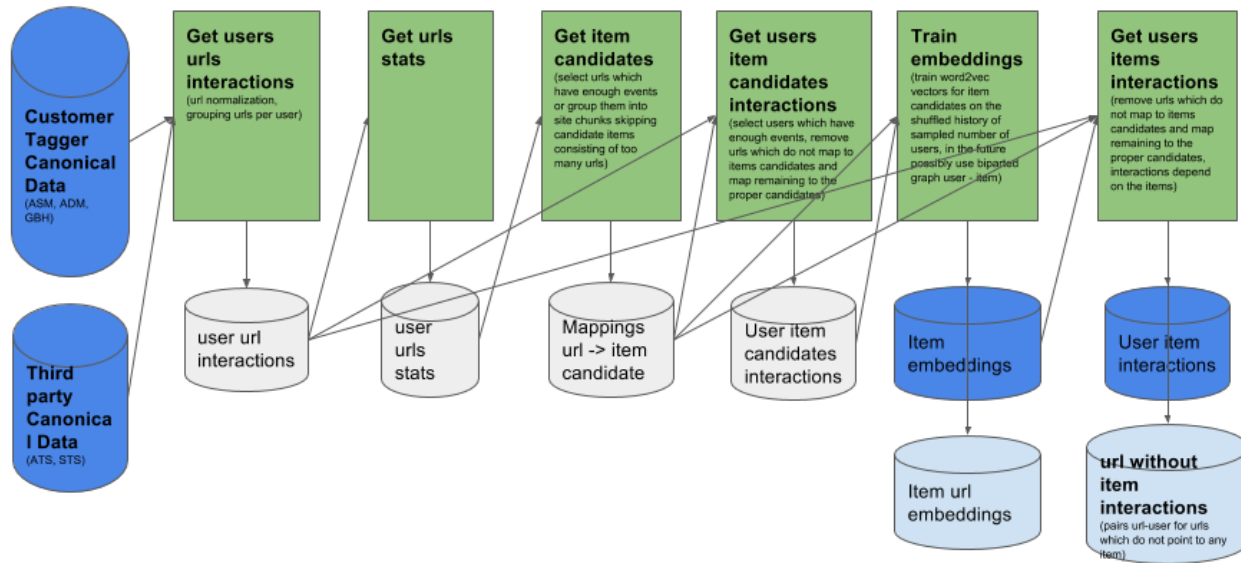 Customer
Tagger
Canonical
Data
(ASM, ADM,
GBH)
Third
party
Canonica
l Data
(ATS, STS)
Get users
urls
interactions
(url normalization,
grouping urls per user)
Get urls
stats
Get item
candidates
(select urls which
have enough events
or group them into
site chunks skipping
candidate items
consisting of too
many urls)
Get users
item
candidates
interactions
(select users which have
enough events, remove
urls which do not map to
items candidates and
map remaining to the
proper candidates)
Train
embeddings
(train word2vec
vectors for item
candidates on the
shuffled history of
sampled number of
users, in the future
possibly use biparted
graph user - item)
Get users
items
interactions
(remove urls which do
not map to items
candidates and map
remaining to the
proper candidates,
interactions depend
on the items)
user url
interactions
user
urls
stats
Mappings
url -> item
candidate
User item
candidates
interactions
Item
embeddings
User item
interactions
Item url
embeddings
url without
item
interactions
(pairs url-user for urls
which do not point to any
item)